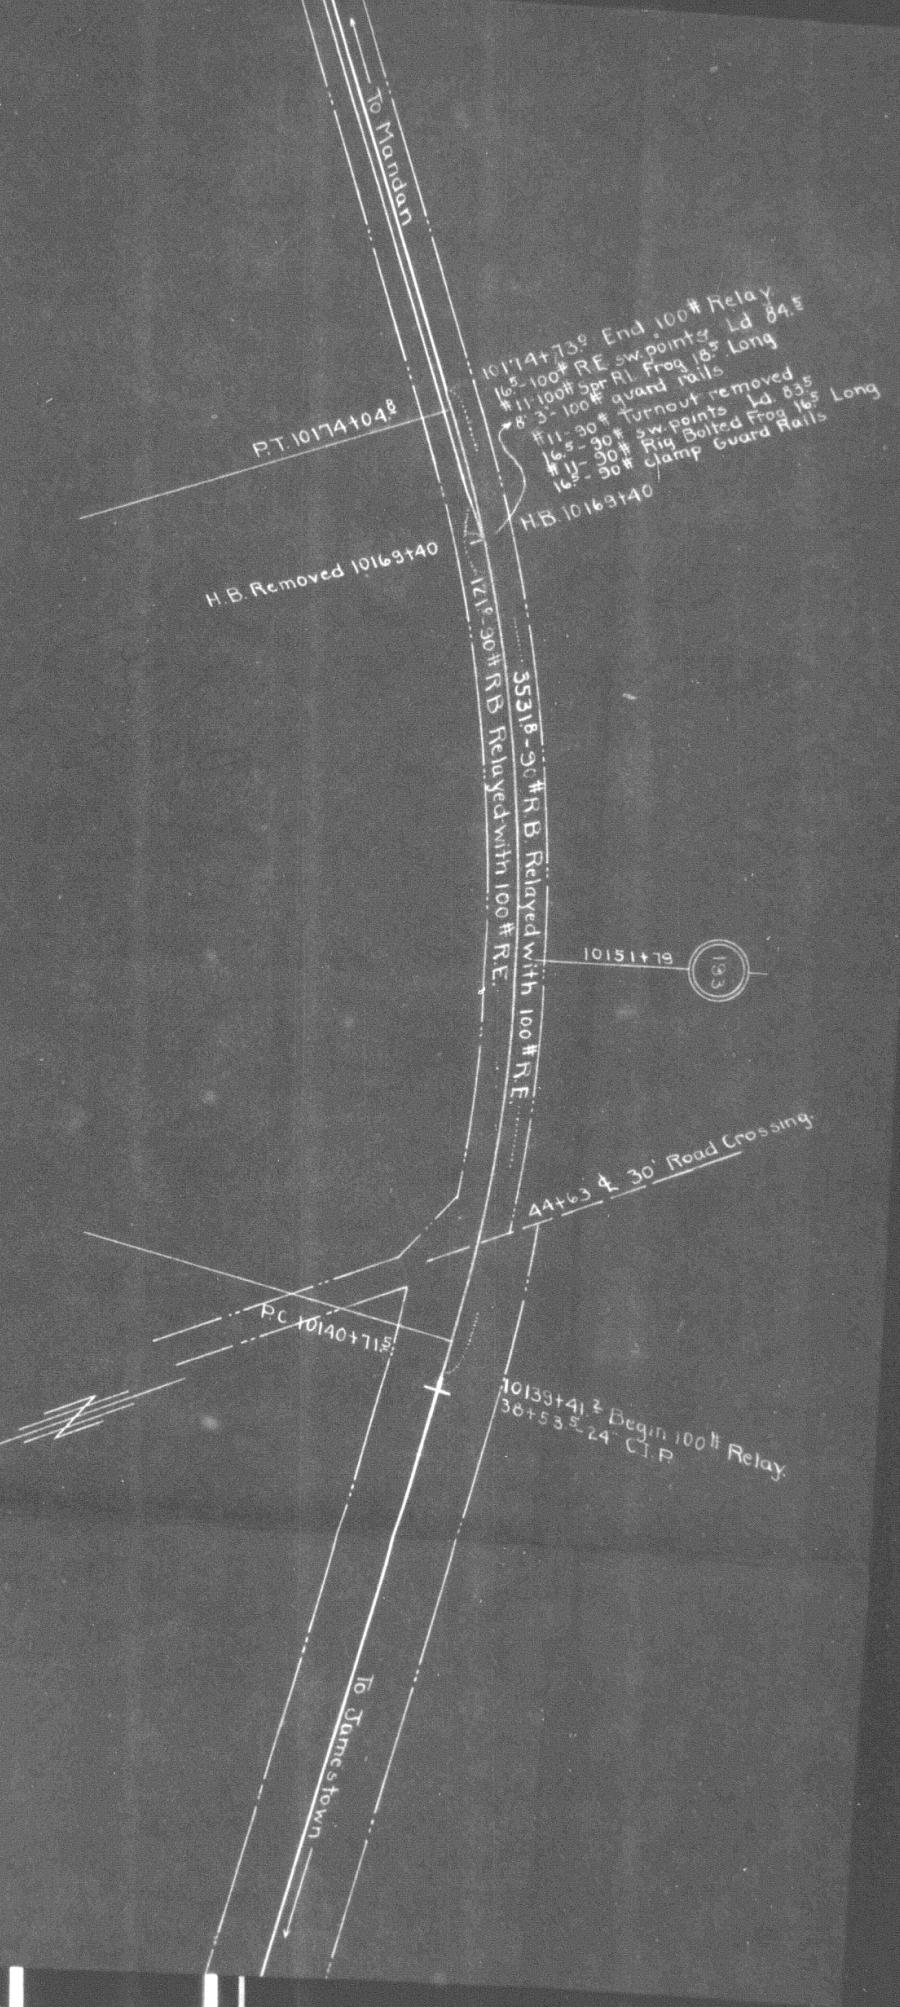 To Mandan
10174+73.9 End 100# Relay
16.5-100# R.E sw. points Ld 84.5
#11-100# Spr Rl. Frog 18.5 Long
8'-3"-100# guard rails
#11-90# Turnout removed
16.5-90# sw. points Ld 83.5
#11-90# Rig Bolted Frog 16.5 Long
16.5-90# Clamp Guard Rails
H.B. 10169+40
P.T. 10174+04.8
H.B. Removed 10169+40
90# R.B. Relayed with 100# R.E.
3531.8-90# R.B. Relayed with 100# R.E.
10151+79
193
44+63 ℄ 30' Road Crossing.
P.C 10140+71.5
10139+41.2 Begin 100# Relay.
38+53.5-24" C.I.P.
To Jamestown